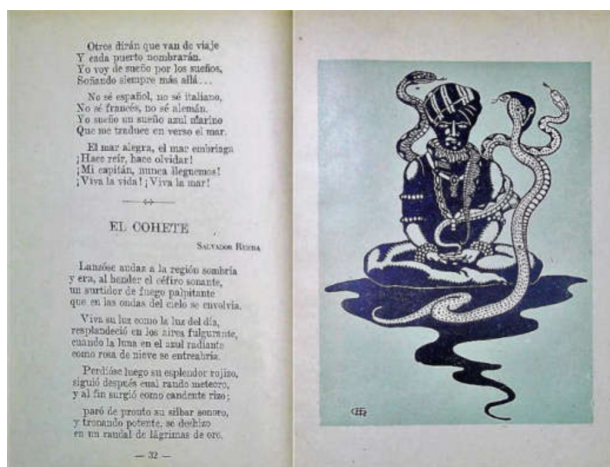 Otros dirán que van de viaje
Y cada puerto nombrarán.
Yo voy de sueño por los sueños,
Soñando siempre más allá...
No sé español, no sé italiano,
No sé francés, no sé alemán.
Yo sueño un sueño azul marino
Que me traduce en verso el mar.
El mar alegra, el mar embriaga
¡Hace reír, hace olvidar!
¡Mi capitán, nunca lleguemos!
¡Viva la vida! ¡Viva la mar!
EL COHETE
SALVADOR RUEDA
Lanzóse audaz a la región sombría
y era, al hender el céfiro sonante,
un surtidor de fuego palpitante
que en las ondas del cielo se envolvía.
Viva su luz como la luz del día,
resplandeció en los aires fulgurante,
cuando la luna en el azul radiante
como rosa de nieve se entreabría.
Perdióse luego su esplendor rojizo,
siguió después cual raudo meteoro,
y al fin surgió como candente rizo;
paró de pronto su silbar sonoro,
y tronando potente, se deshizo
en un raudal de lágrimas de oro.
— 32 —